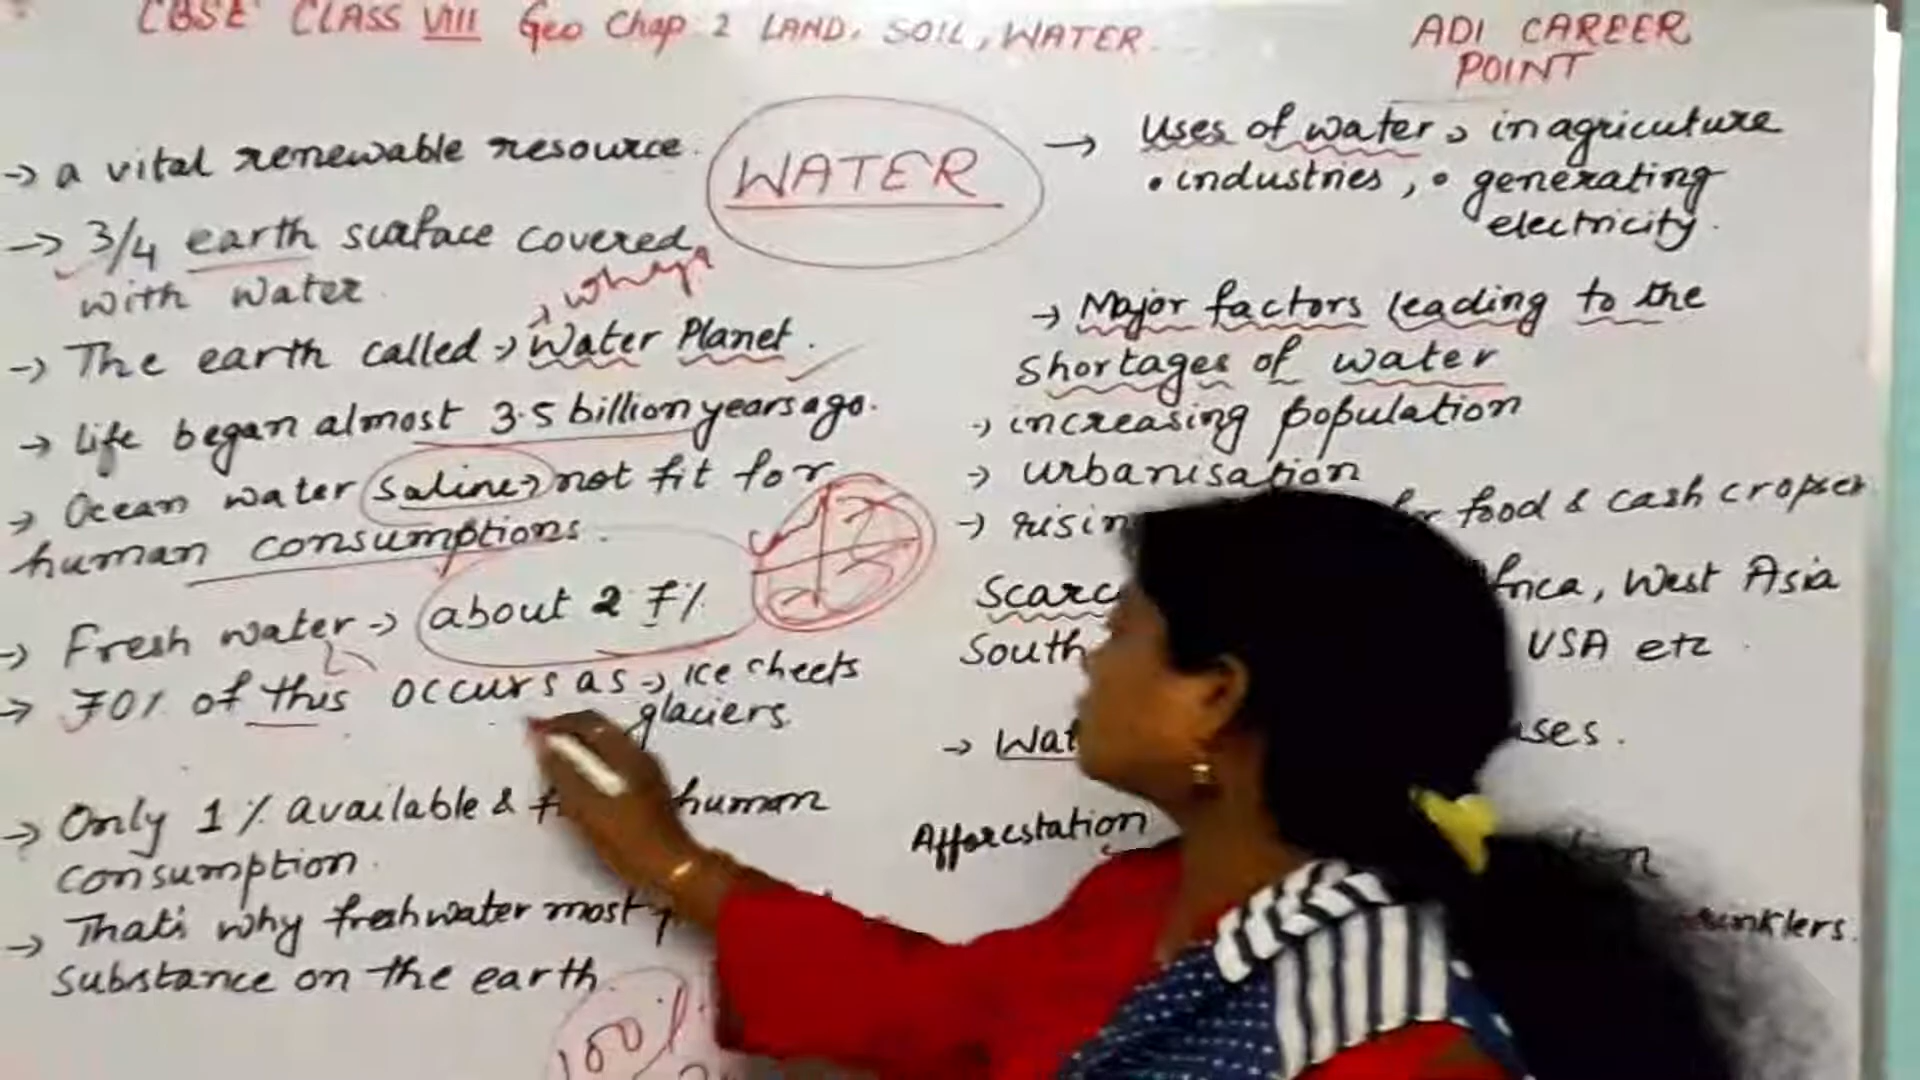 CBSE CLASS VIII Geo Chap 2 LAND, SOIL, WATER
ADI CAREER
POINT
WATER
→ a vital renewable resource.
→ 3/4 earth surface covered
with water
→ The earth called → Water Planet.
→ Life began almost 3.5 billion years ago.
→ Ocean water saline → not fit for
human consumptions.
→ Fresh water → about 2 7%
→ 70% of this occurs as → ice cheets
glaciers
→ Only 1% available & human
consumption.
→ That's why freshwater most
substance on the earth.
100%
→ Uses of water → in agricuture
• industries, • generating
electricity.
→ Major factors leading to the
shortages of water
→ increasing population
→ urbanisation
→ food & cash crops
West Asia
South USA etc
→
Afforestation